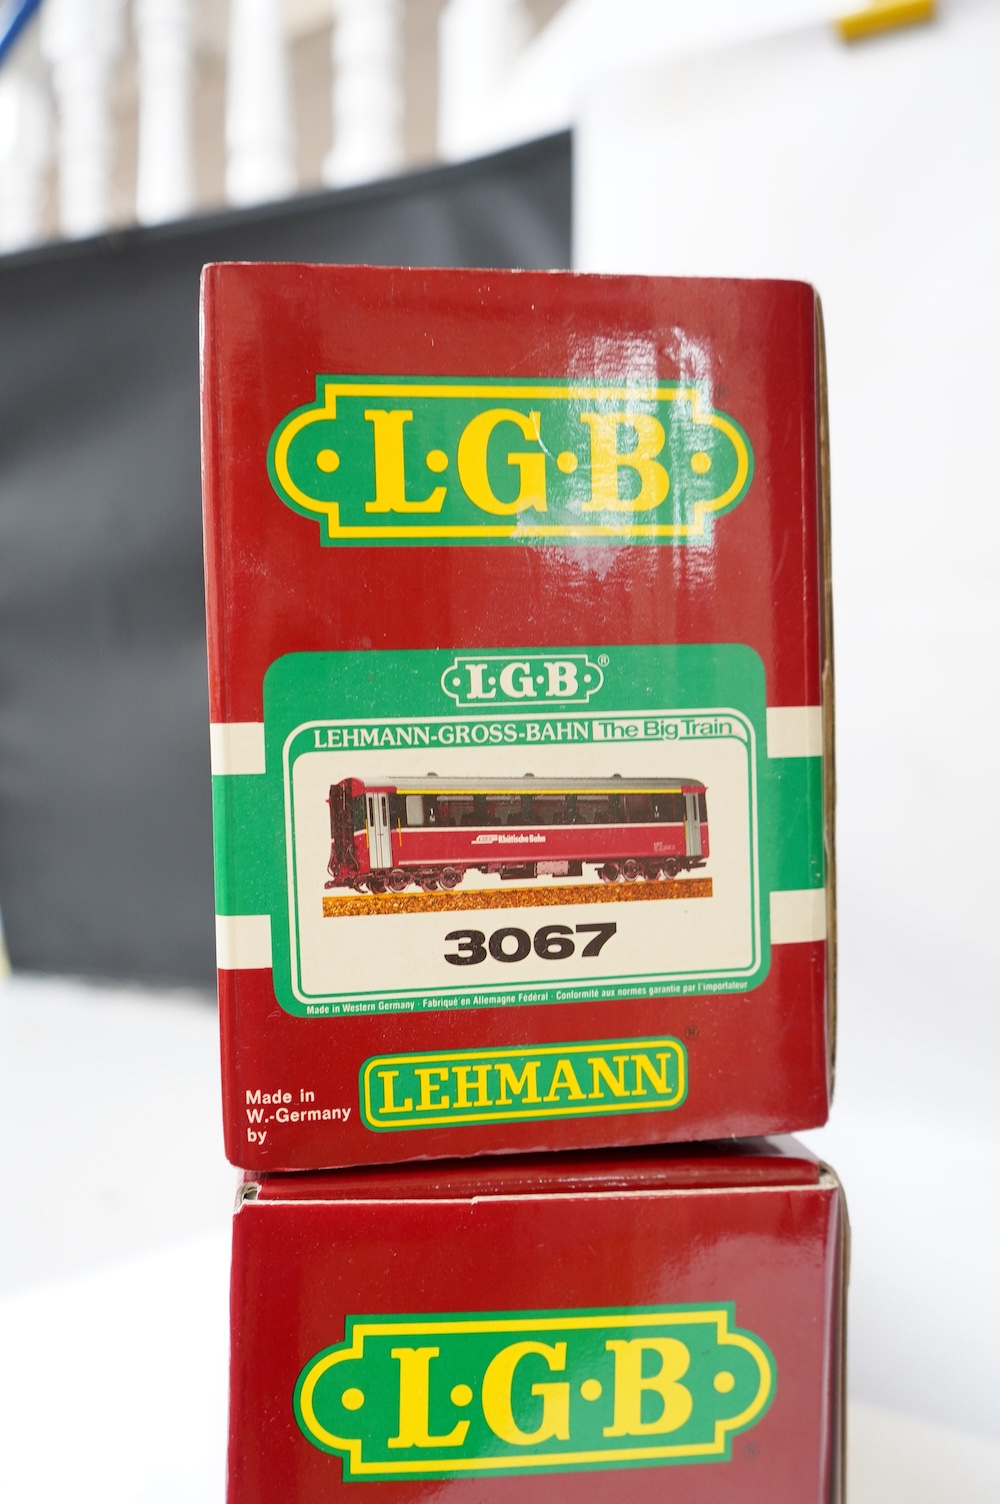 L·G·B
L·G·B®
LEHMANN-GROSS-BAHN The Big Train
Rhätische Bahn
3067
Made in Western Germany · Fabriqué en Allemagne Fédéral · Conformité aux normes garantie par l'importateur
Made in
W.-Germany
by
LEHMANN®
L·G·B®